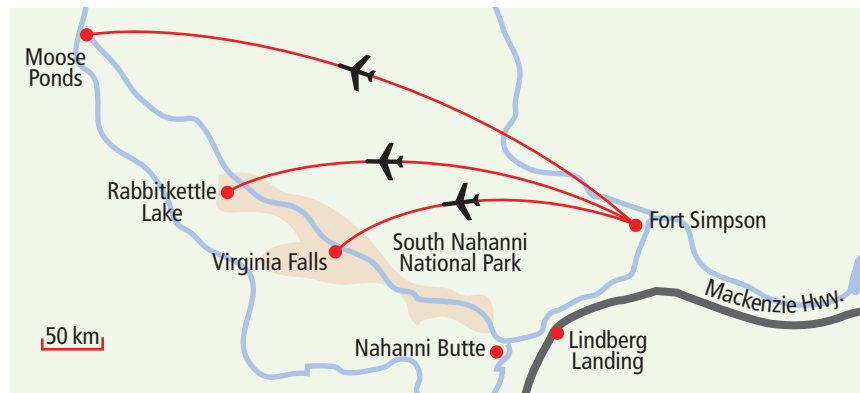 Moose
Ponds
Rabbitkettle
Lake
Fort Simpson
Virginia Falls
South Nahanni
National Park
Mackenzie Hwy.
50 km
Nahanni Butte
Lindberg
Landing